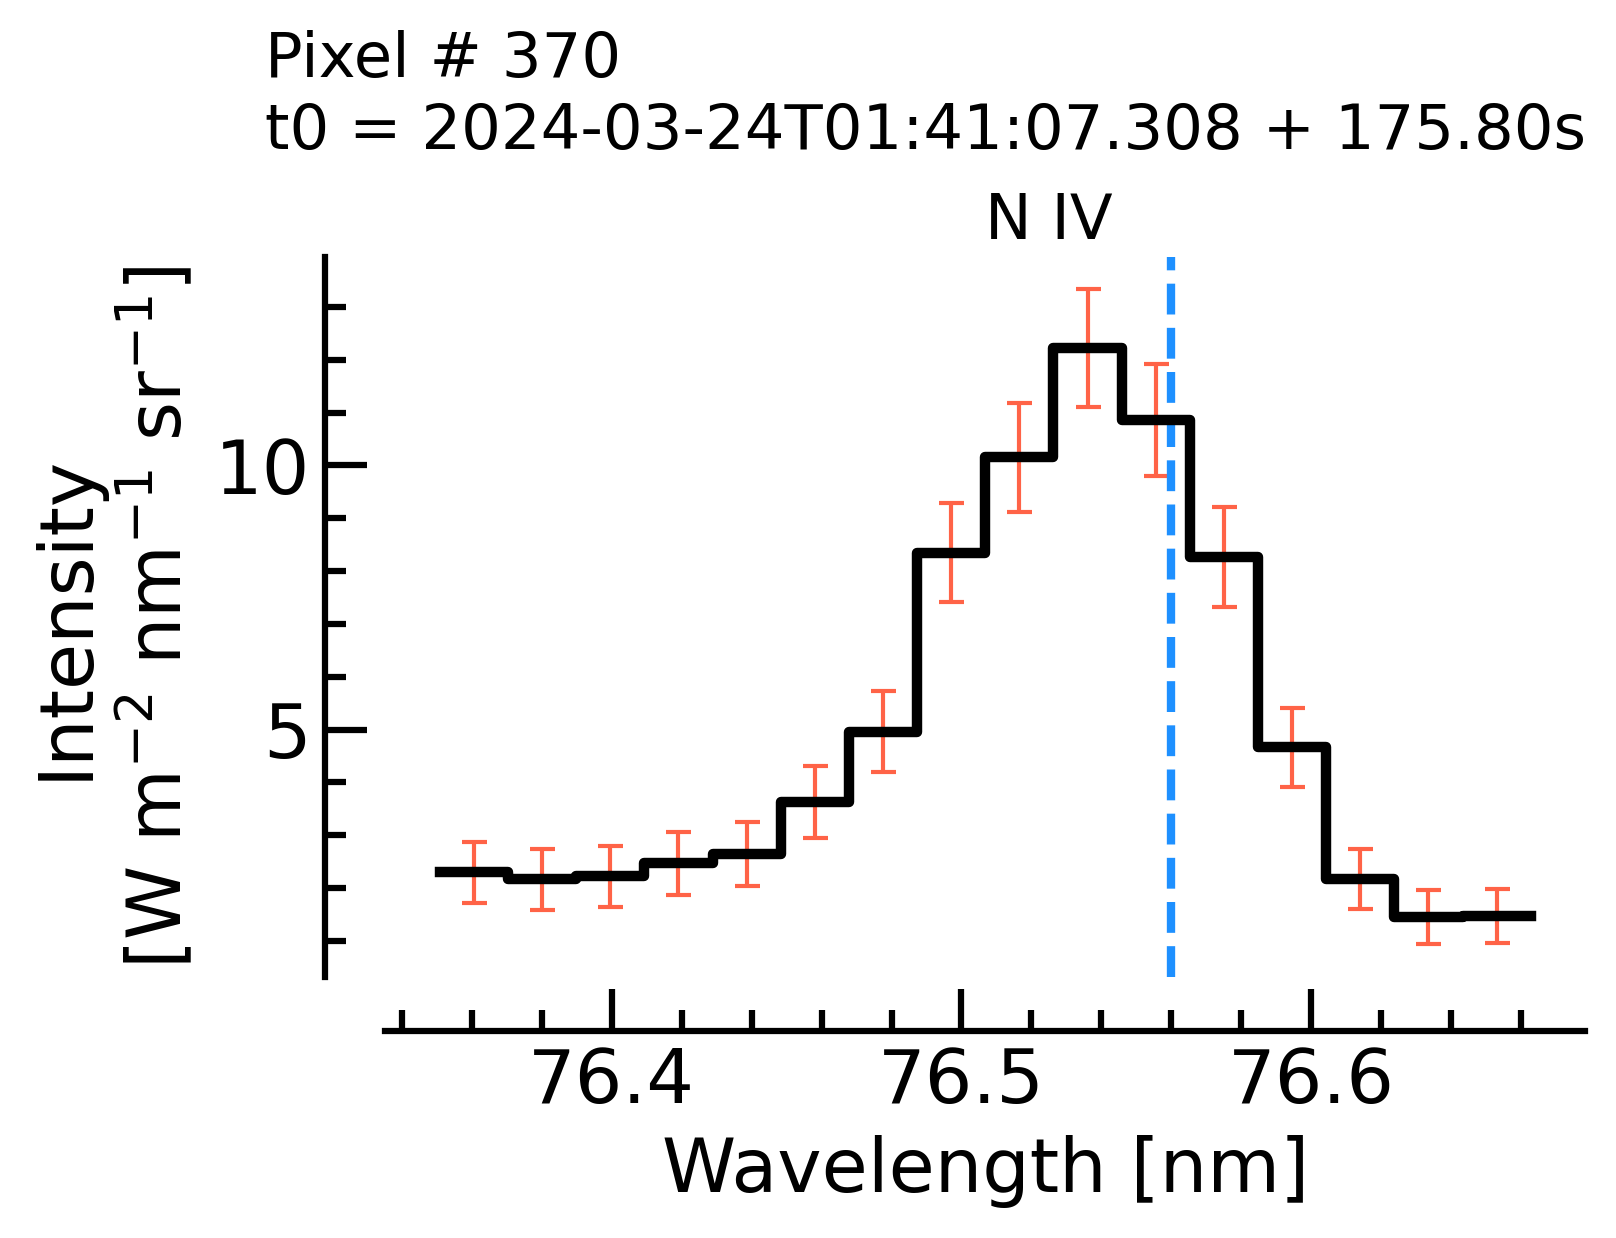 Pixel # 370
t0 = 2024-03-24T01:41:07.308 + 175.80s
N IV
Intensity
[W m⁻² nm⁻¹ sr⁻¹]
10
5
76.4 76.5 76.6
Wavelength [nm]